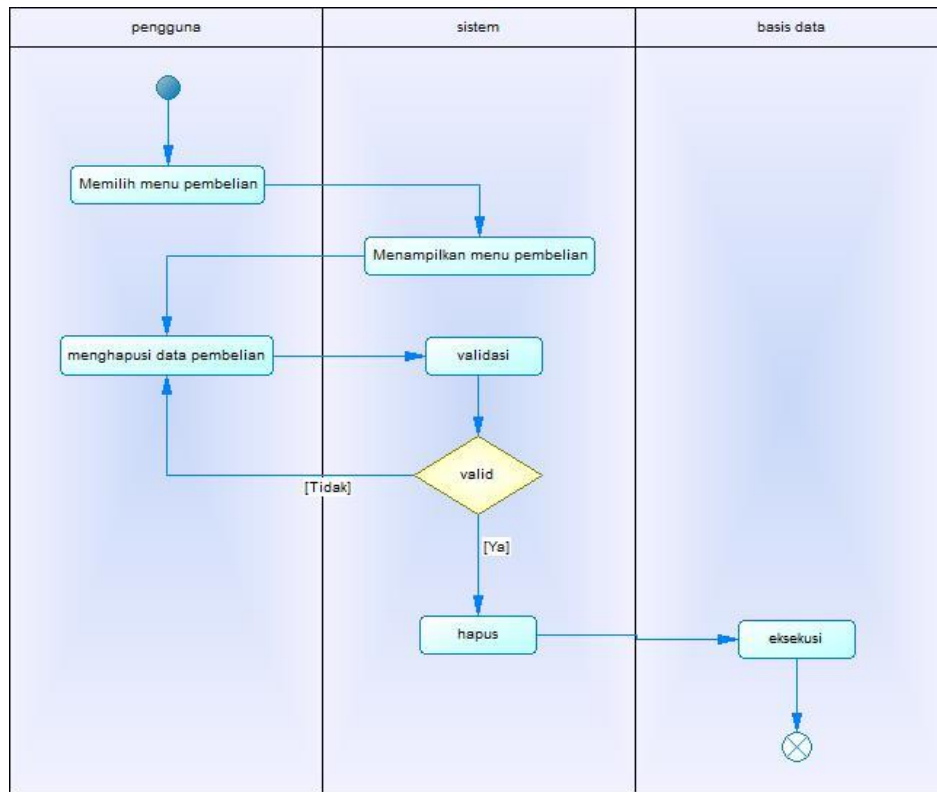 pengguna
sistem
basis data
Memilih menu pembelian
Menampilkan menu pembelian
menghapusi data pembelian
validasi
valid
[Tidak]
[Ya]
hapus
eksekusi